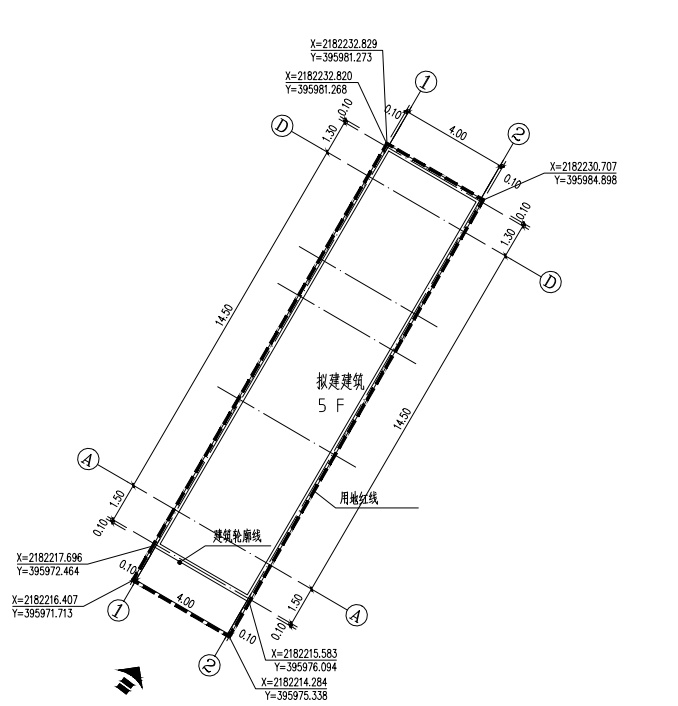 X=2182232.829
Y=395981.273
X=2182232.820
Y=395981.268
1
0.10
0.10
4.00
2
D
1.30
X=2182230.707
Y=395984.898
0.10
0.10
1.30
D
14.50
拟建建筑
5 F
14.50
A
用地红线
1.50
0.10
建筑轮廓线
X=2182217.696
Y=395972.464
0.10
X=2182216.407
Y=395971.713
1
4.00
1.50
A
0.10
0.10
2
X=2182215.583
Y=395976.094
X=2182214.284
Y=395975.338